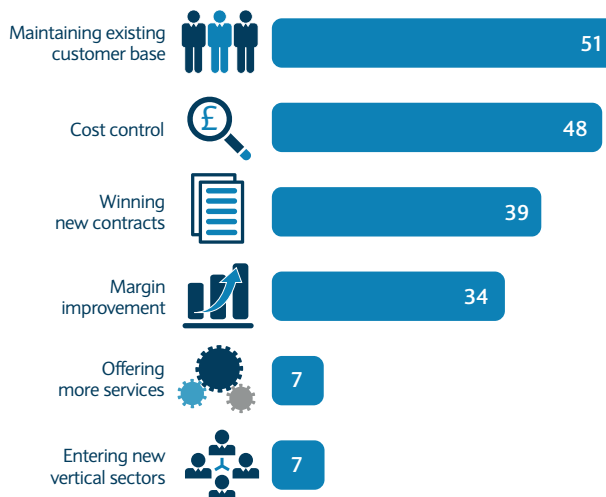 Maintaining existing
customer base
51
Cost control
£
48
Winning
new contracts
39
Margin
improvement
34
Offering
more services
7
Entering new
vertical sectors
7